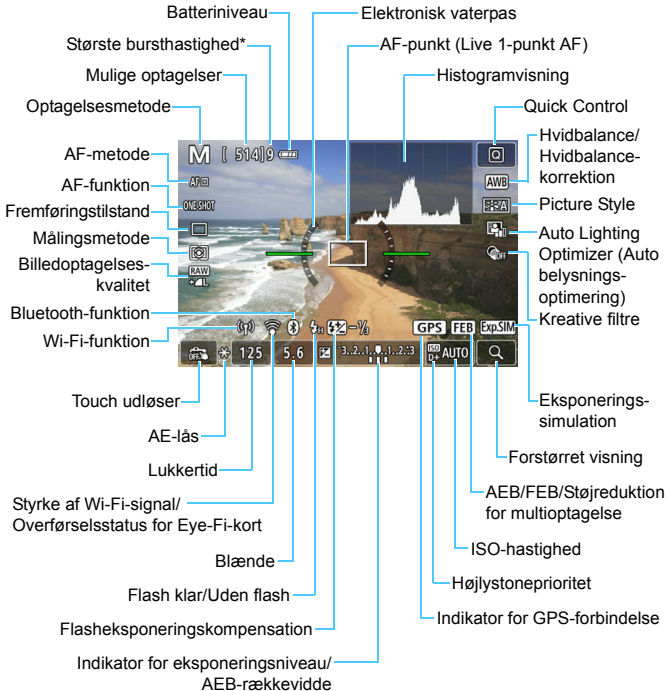 Batteriniveau
Elektronisk vaterpas
Største bursthastighed*
AF-punkt (Live 1-punkt AF)
Mulige optagelser
Histogramvisning
Optagelsesmetode
Quick Control
Hvidbalance/
Hvidbalance-
korrektion
AF-metode
AF-funktion
Picture Style
Fremføringstilstand
Auto Lighting
Optimizer (Auto
belysnings-
optimering)
Målingsmetode
Billedoptagelses-
kvalitet
Bluetooth-funktion
Kreative filtre
Wi-Fi-funktion
M [ 514] 9
Q
AF
AWB
ONE SHOT
A
RAW
L
OFF
-1/3
GPS FEB Exp.SIM
OFF
125 5.6 -3..2..1..0..1..2.:3 ISO D+ AUTO
Touch udløser
Eksponerings-
simulation
AE-lås
Forstørret visning
Lukkertid
AEB/FEB/Støjreduktion
for multioptagelse
Styrke af Wi-Fi-signal/
Overførselsstatus for Eye-Fi-kort
ISO-hastighed
Blænde
Højlystoneprioritet
Flash klar/Uden flash
Indikator for GPS-forbindelse
Flasheksponeringskompensation
Indikator for eksponeringsniveau/
AEB-rækkevidde